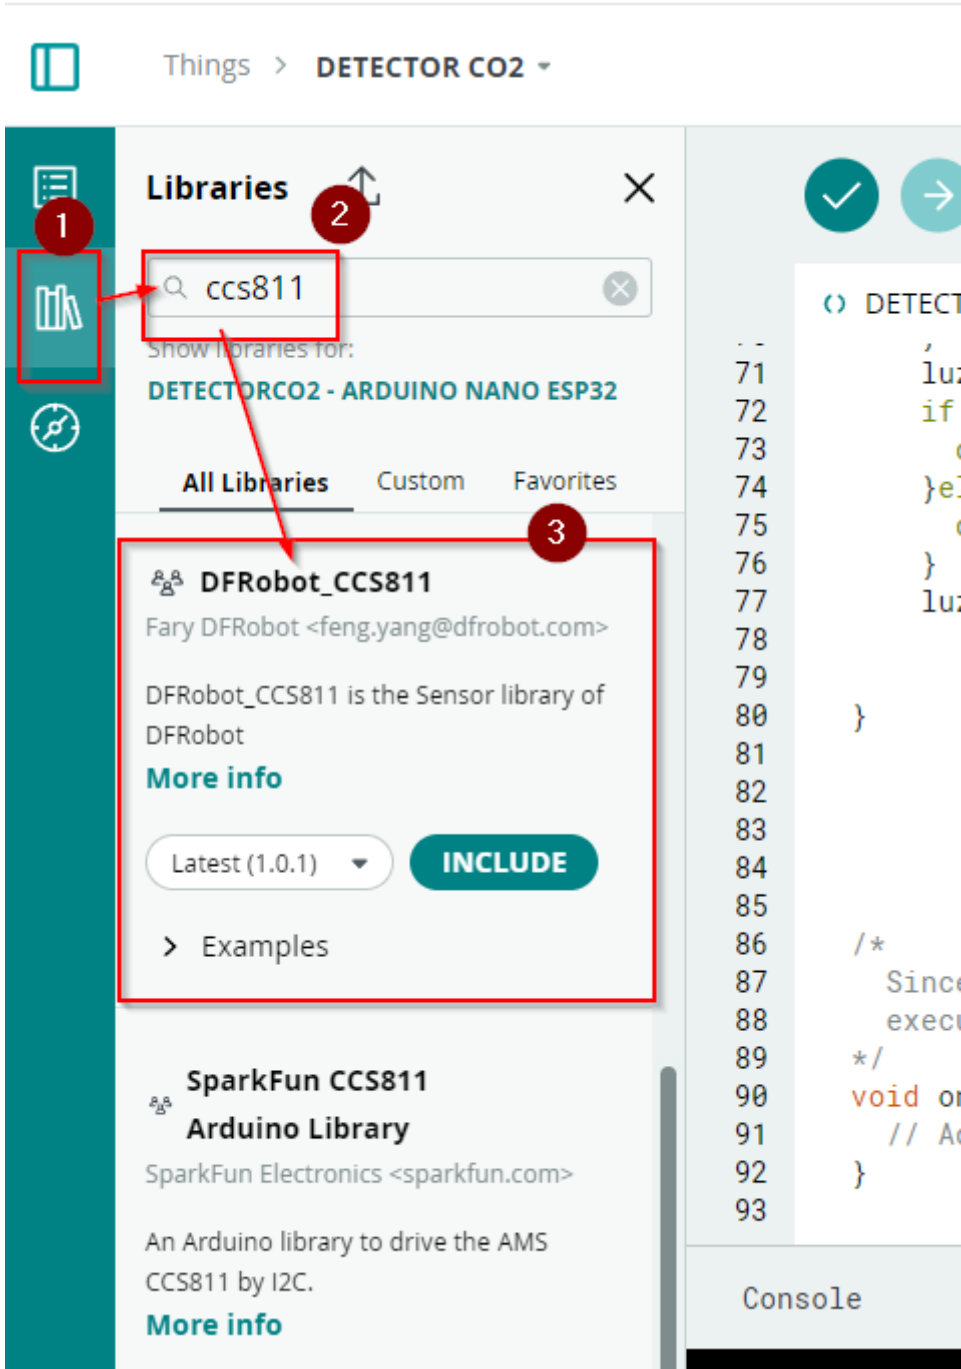 Things > DETECTOR CO2
Libraries
1
2
ccs811
Show libraries for:
DETECTORCO2 - ARDUINO NANO ESP32
All Libraries Custom Favorites
3
DFRobot_CCS811
Fary DFRobot <feng.yang@dfrobot.com>
DFRobot_CCS811 is the Sensor library of
DFRobot
More info
Latest (1.0.1) INCLUDE
> Examples
SparkFun CCS811
Arduino Library
SparkFun Electronics <sparkfun.com>
An Arduino library to drive the AMS
CCS811 by I2C.
More info
71
72 if
73
74 }
75
76 }
77
78
79
80 }
81
82
83
84
85
86 /*
87
88
89 */
90 void
91 //
92 }
93
Console